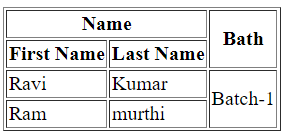 Name
Bath
First Name Last Name
Ravi Kumar
Batch-1
Ram murthi